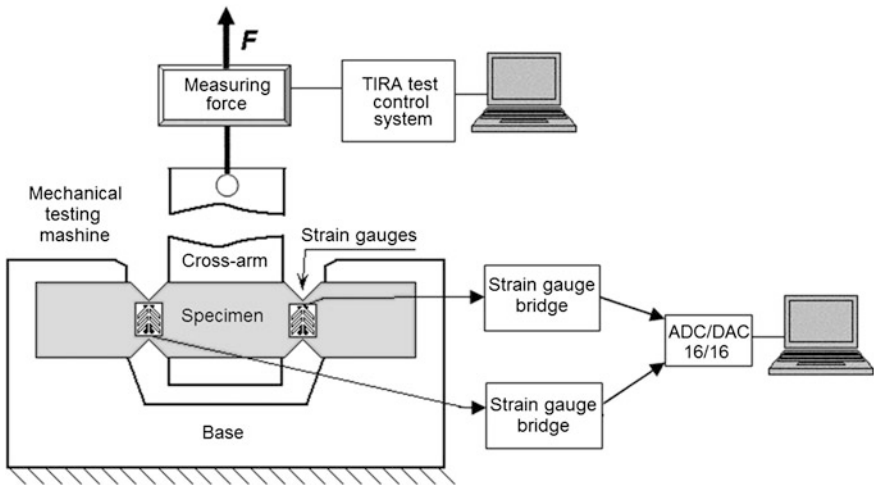 F
Measuring
force
TIRA test
control
system
Mechanical
testing
mashine
Strain gauges
Cross-arm
Specimen
Strain gauge
bridge
ADC/DAC
16/16
Strain gauge
bridge
Base